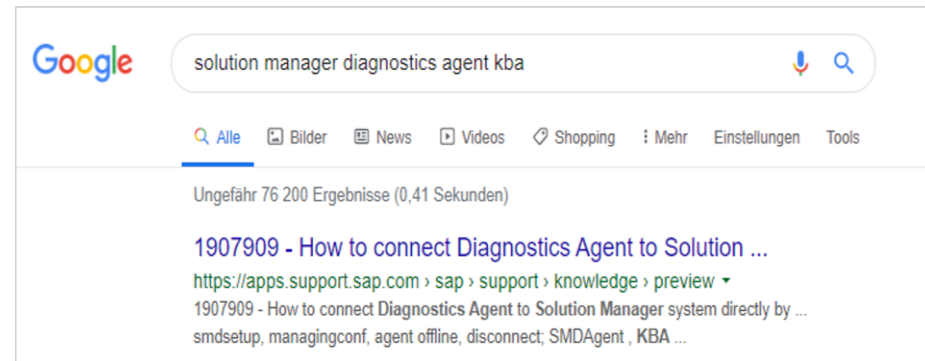 Google
solution manager diagnostics agent kba
Alle Bilder News Videos Shopping Mehr Einstellungen Tools
Ungefähr 76 200 Ergebnisse (0,41 Sekunden)
1907909 - How to connect Diagnostics Agent to Solution ...
https://apps.support.sap.com › sap › support › knowledge › preview
1907909 - How to connect Diagnostics Agent to Solution Manager system directly by ...
smdsetup, managingconf, agent offline, disconnect; SMDAgent , KBA ...